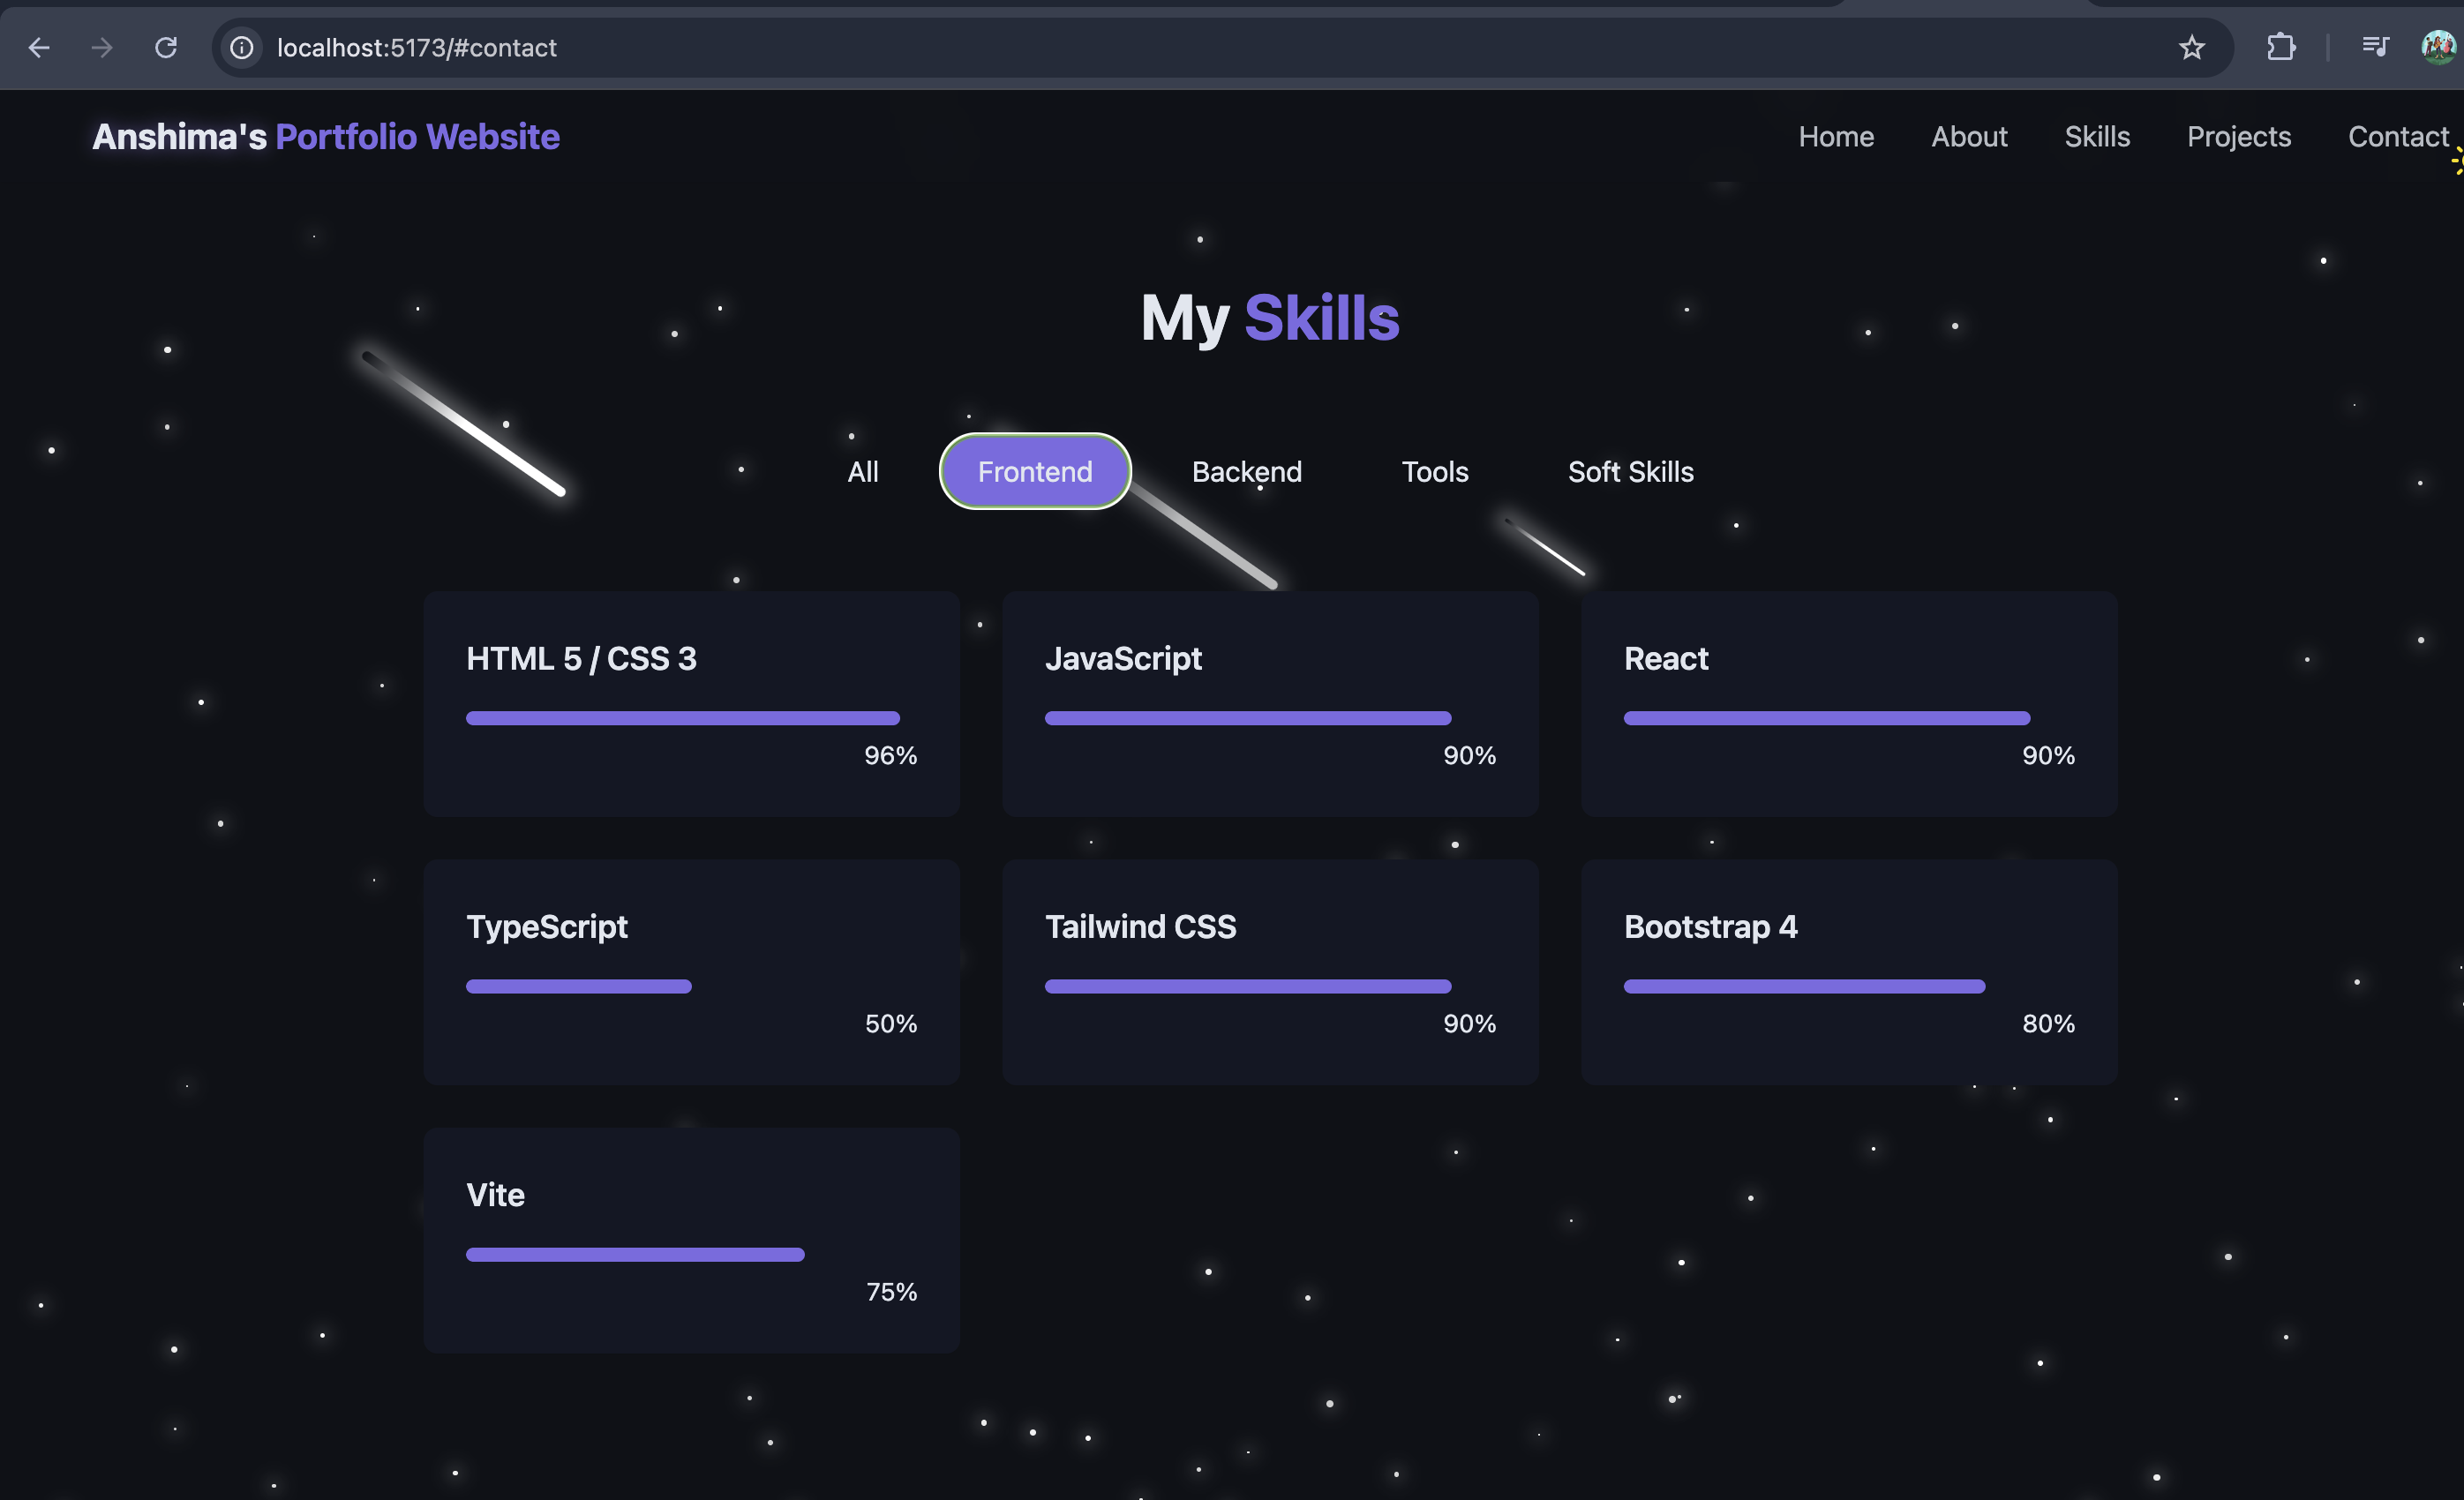 localhost:5173/#contact
Anshima's Portfolio Website
Home About Skills Projects Contact
My Skills
All Frontend Backend Tools Soft Skills
HTML 5 / CSS 3
96%
JavaScript
90%
React
90%
TypeScript
50%
Tailwind CSS
90%
Bootstrap 4
80%
Vite
75%